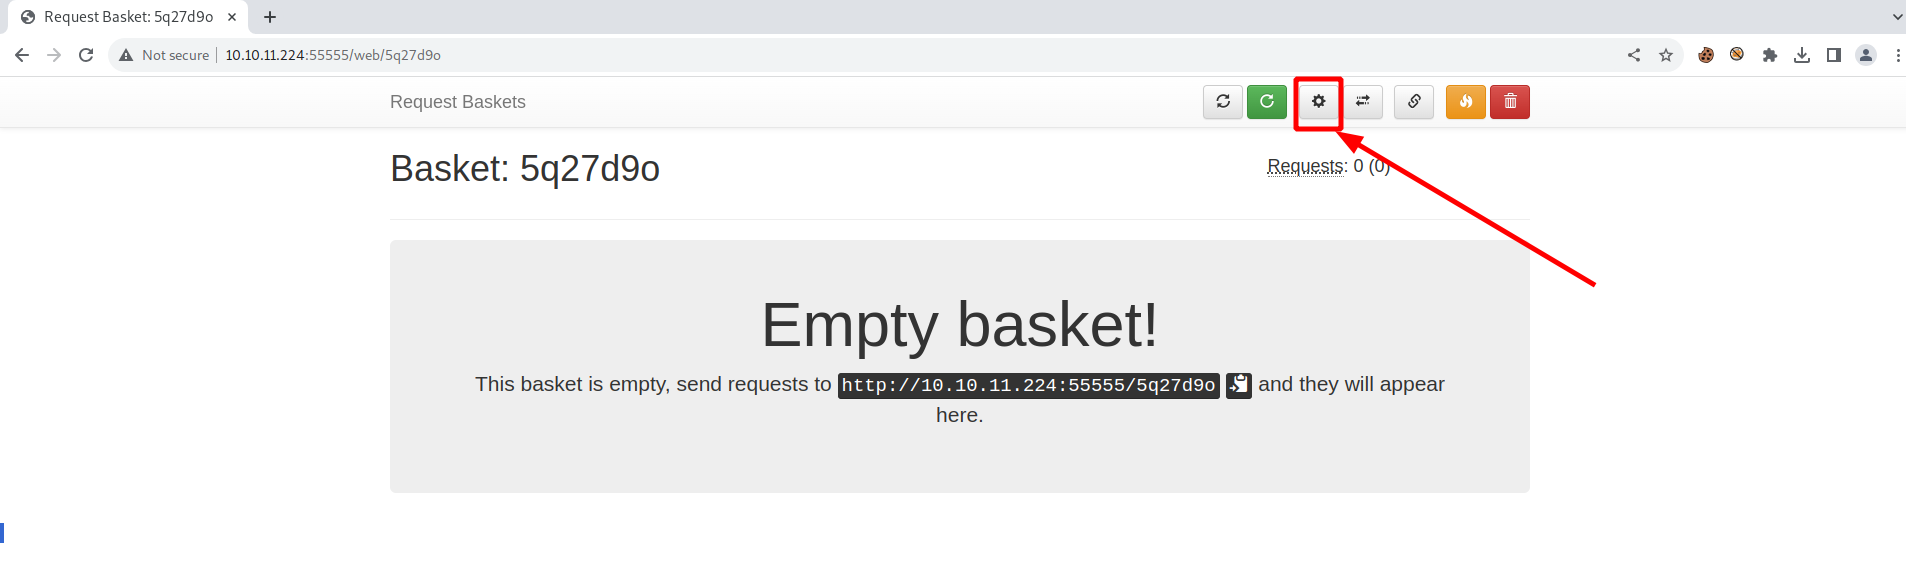 Request Basket: 5q27d9o
Not secure 10.10.11.224:55555/web/5q27d9o
Request Baskets
Basket: 5q27d9o
Requests: 0 (0)
Empty basket!
This basket is empty, send requests to http://10.10.11.224:55555/5q27d9o and they will appear
here.